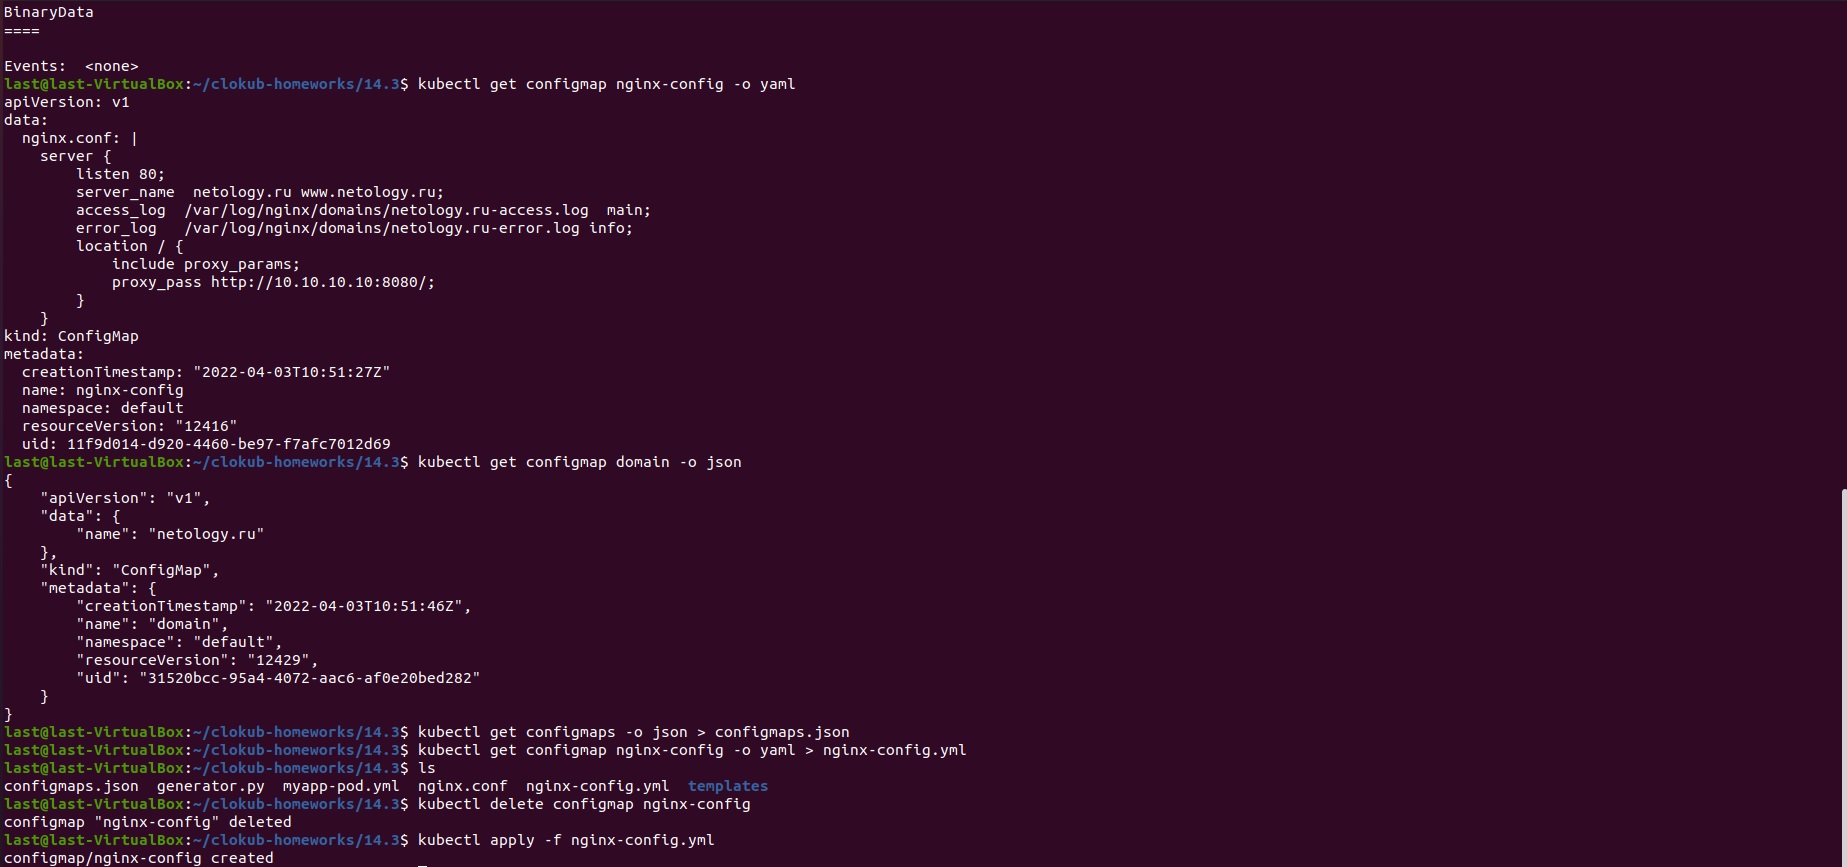 BinaryData
====

Events:  <none>
last@last-VirtualBox:~/clokub-homeworks/14.3$ kubectl get configmap nginx-config -o yaml
apiVersion: v1
data:
  nginx.conf: |
    server {
        listen 80;
        server_name  netology.ru www.netology.ru;
        access_log  /var/log/nginx/domains/netology.ru-access.log  main;
        error_log   /var/log/nginx/domains/netology.ru-error.log info;
        location / {
            include proxy_params;
            proxy_pass http://10.10.10.10:8080/;
        }
    }
kind: ConfigMap
metadata:
  creationTimestamp: "2022-04-03T10:51:27Z"
  name: nginx-config
  namespace: default
  resourceVersion: "12416"
  uid: 11f9d014-d920-4460-be97-f7afc7012d69
last@last-VirtualBox:~/clokub-homeworks/14.3$ kubectl get configmap domain -o json
{
    "apiVersion": "v1",
    "data": {
        "name": "netology.ru"
    },
    "kind": "ConfigMap",
    "metadata": {
        "creationTimestamp": "2022-04-03T10:51:46Z",
        "name": "domain",
        "namespace": "default",
        "resourceVersion": "12429",
        "uid": "31520bcc-95a4-4072-aac6-af0e20bed282"
    }
}
last@last-VirtualBox:~/clokub-homeworks/14.3$ kubectl get configmaps -o json > configmaps.json
last@last-VirtualBox:~/clokub-homeworks/14.3$ kubectl get configmap nginx-config -o yaml > nginx-config.yml
last@last-VirtualBox:~/clokub-homeworks/14.3$ ls
configmaps.json  generator.py  myapp-pod.yml  nginx.conf  nginx-config.yml  templates
last@last-VirtualBox:~/clokub-homeworks/14.3$ kubectl delete configmap nginx-config
configmap "nginx-config" deleted
last@last-VirtualBox:~/clokub-homeworks/14.3$ kubectl apply -f nginx-config.yml
configmap/nginx-config created